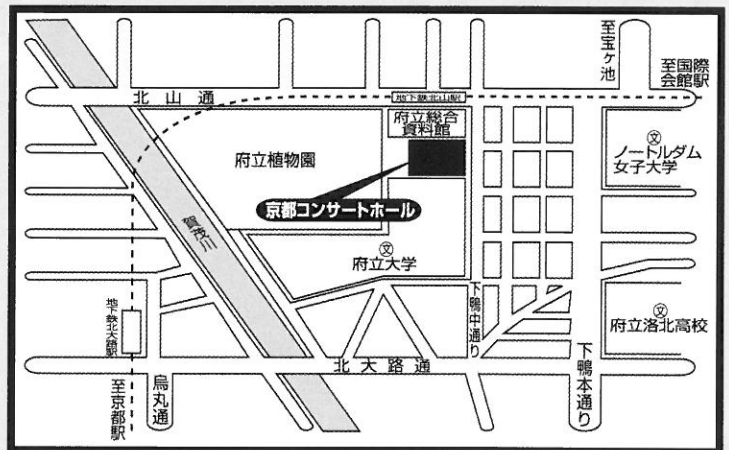 至宝ヶ池
至国際
会館駅
北山通
地下鉄北山駅
府立総合
資料館
府立植物園
文
ノートルダム
女子大学
京都コンサートホール
賀茂川
文
府立大学
下鴨中通り
地下鉄北大路駅
文
府立洛北高校
北大路通
下鴨本通り
至京都駅
烏丸通